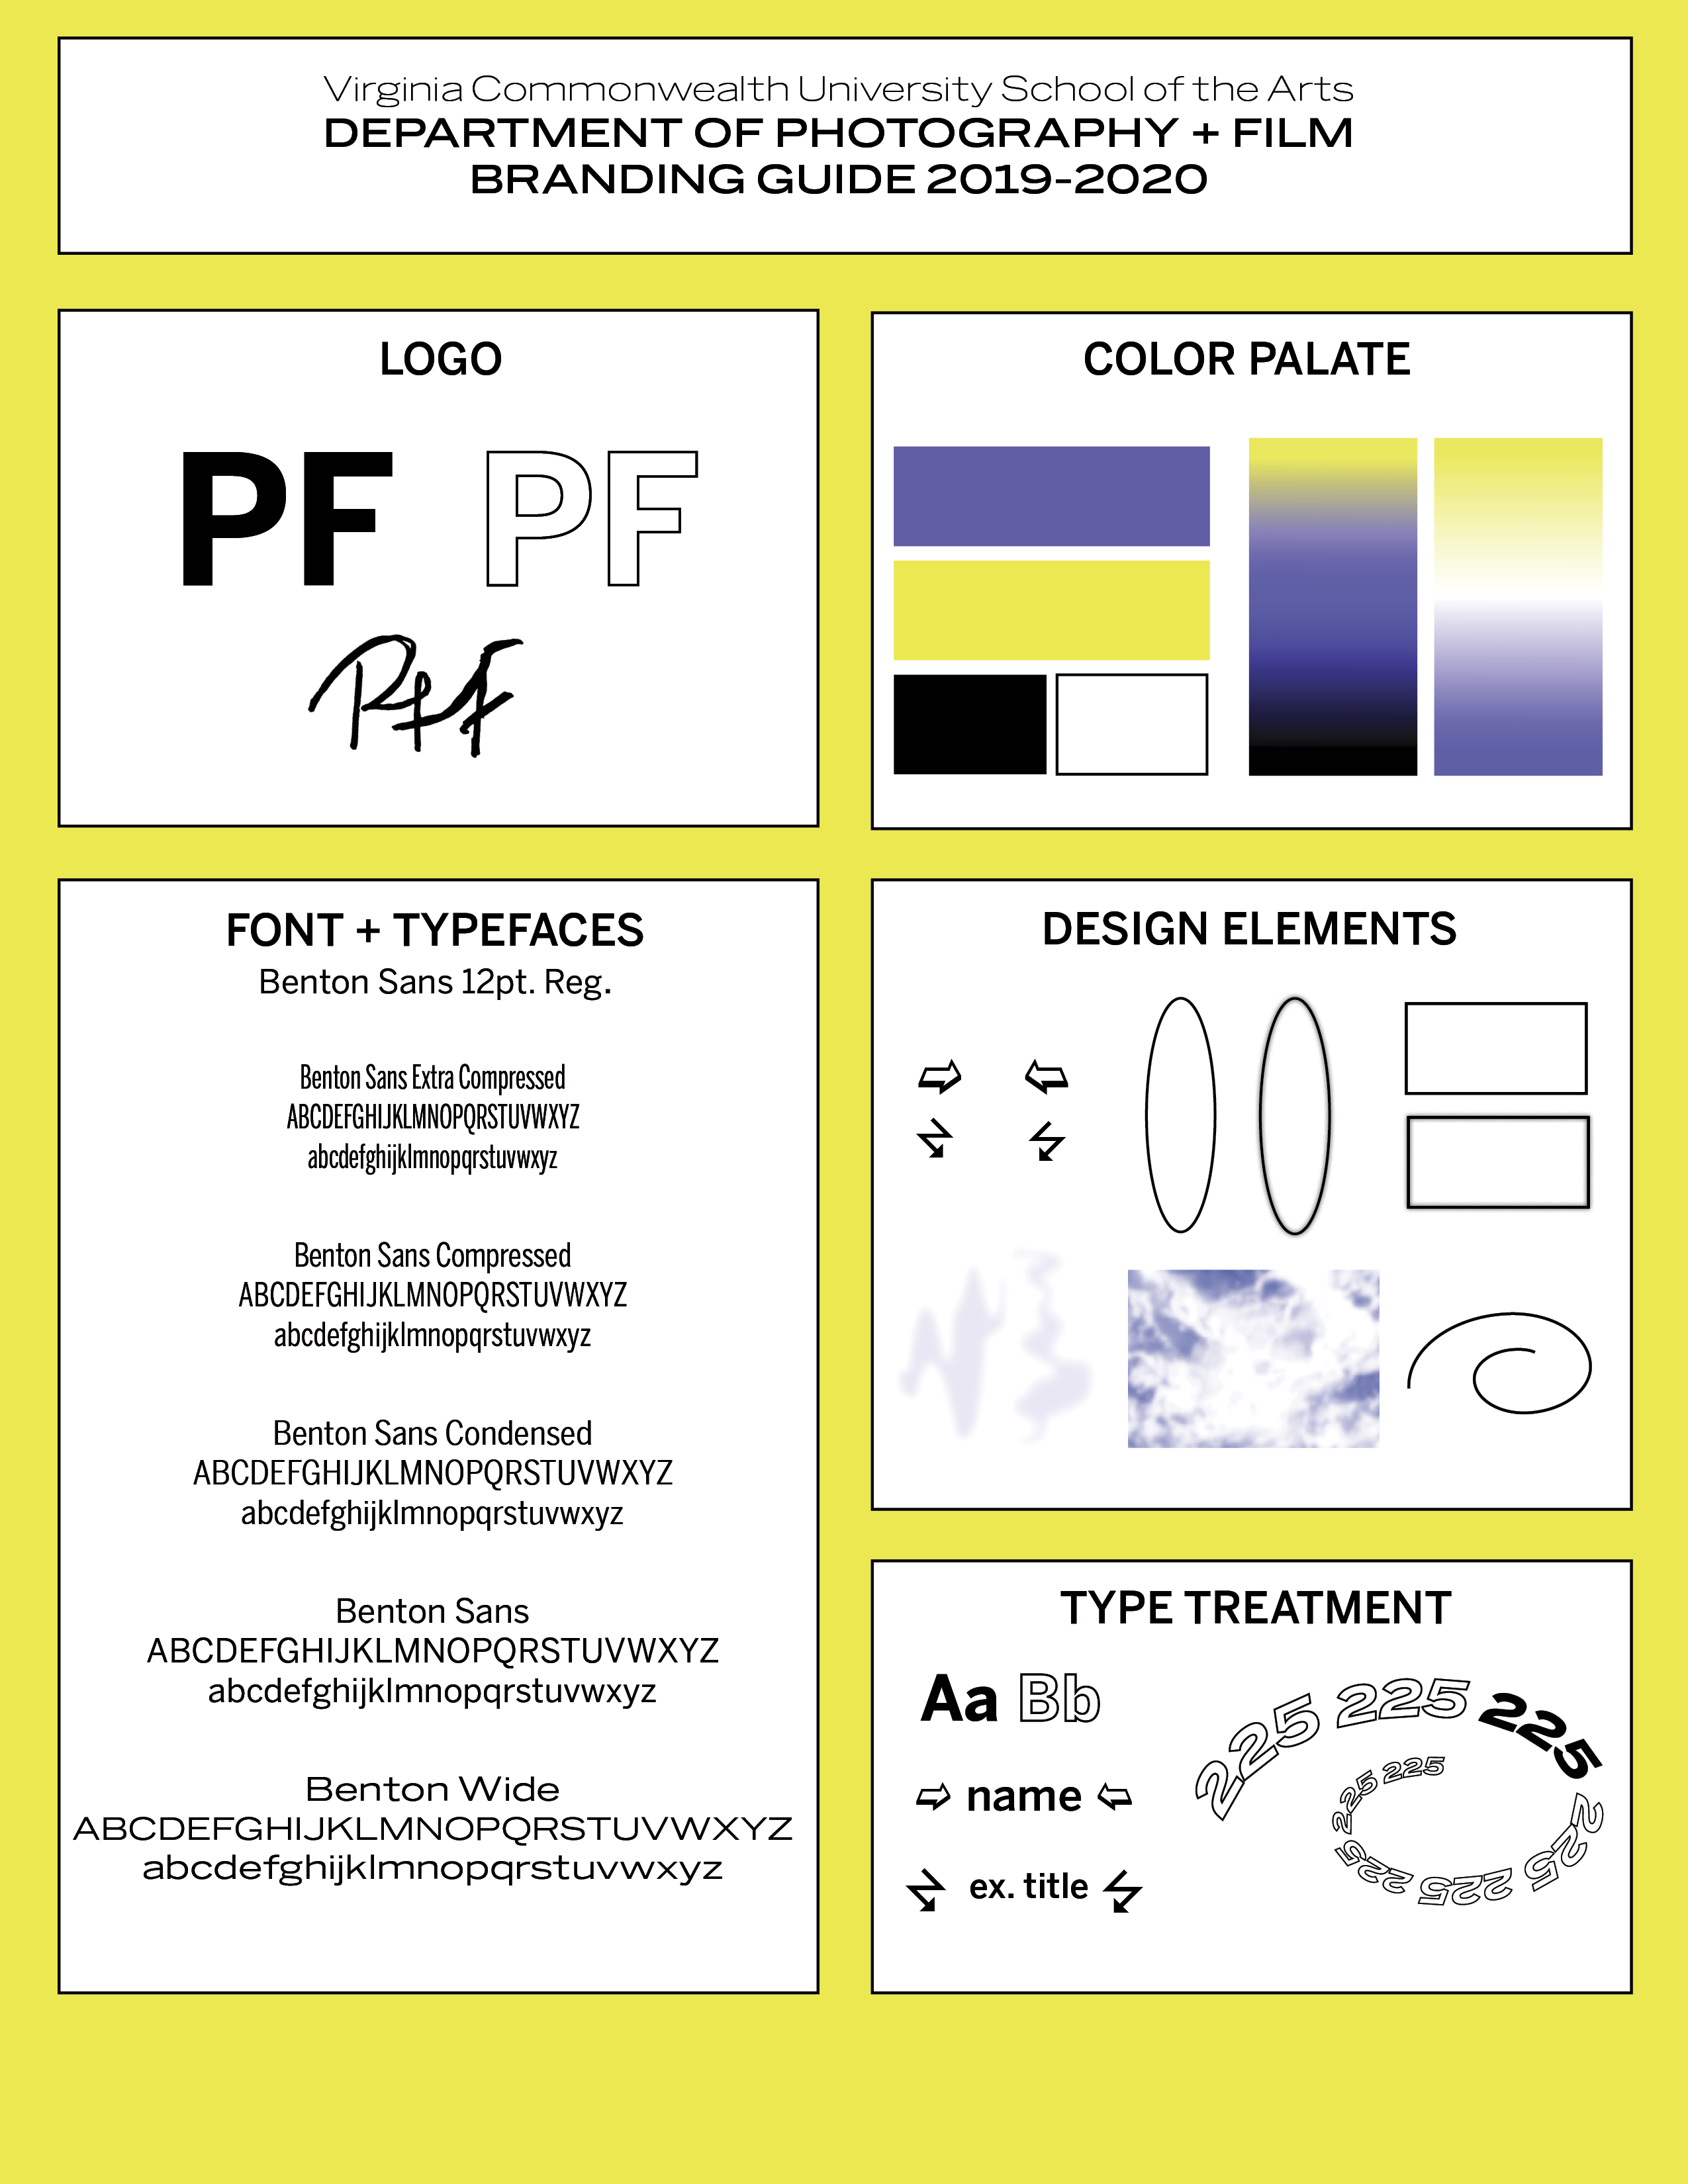 Virginia Commonwealth University School of the Arts
DEPARTMENT OF PHOTOGRAPHY + FILM
BRANDING GUIDE 2019-2020
LOGO
PF PF
P+F
COLOR PALATE
FONT + TYPEFACES
Benton Sans 12pt. Reg.
Benton Sans Extra Compressed
ABCDEFGHIJKLMNOPQRSTUVWXYZ
abcdefghijklmnopqrstuvwxyz
Benton Sans Compressed
ABCDEFGHIJKLMNOPQRSTUVWXYZ
abcdefghijklmnopqrstuvwxyz
Benton Sans Condensed
ABCDEFGHIJKLMNOPQRSTUVWXYZ
abcdefghijklmnopqrstuvwxyz
Benton Sans
ABCDEFGHIJKLMNOPQRSTUVWXYZ
abcdefghijklmnopqrstuvwxyz
Benton Wide
ABCDEFGHIJKLMNOPQRSTUVWXYZ
abcdefghijklmnopqrstuvwxyz
DESIGN ELEMENTS
TYPE TREATMENT
Aa Bb
name
ex. title
225 225 225 225 225 225 225 225